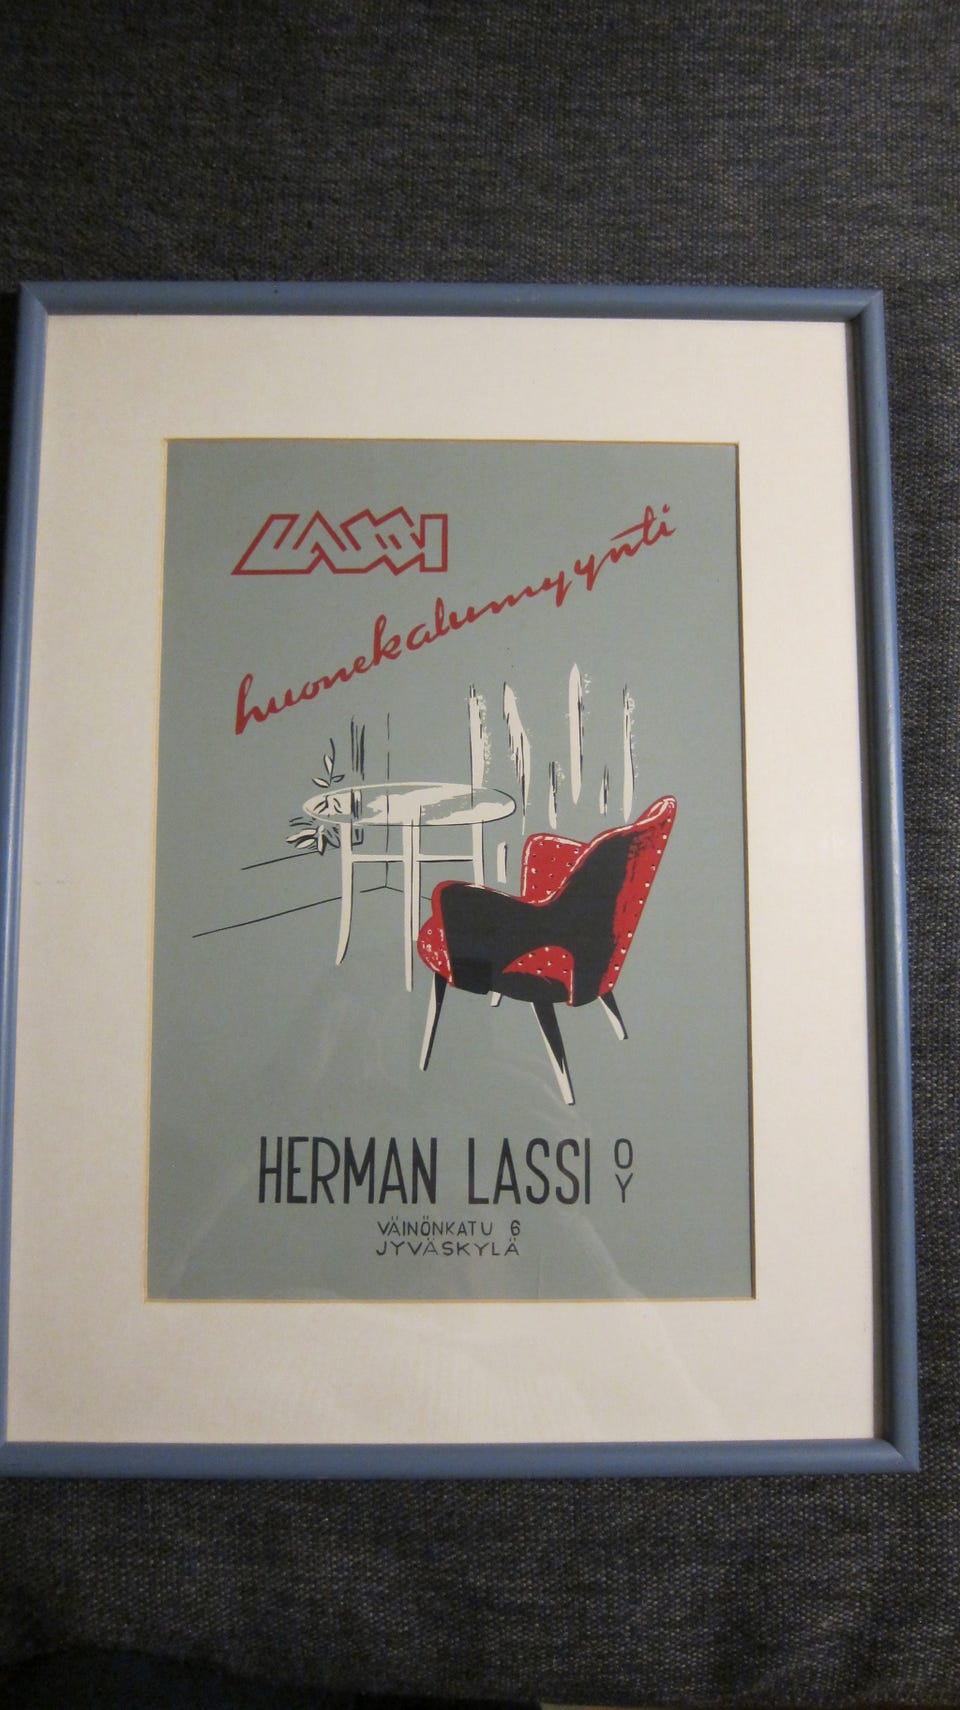 LASSI
huonekalumyynti
HERMAN LASSI OY
VÄINÖNKATU 6
JYVÄSKYLÄ